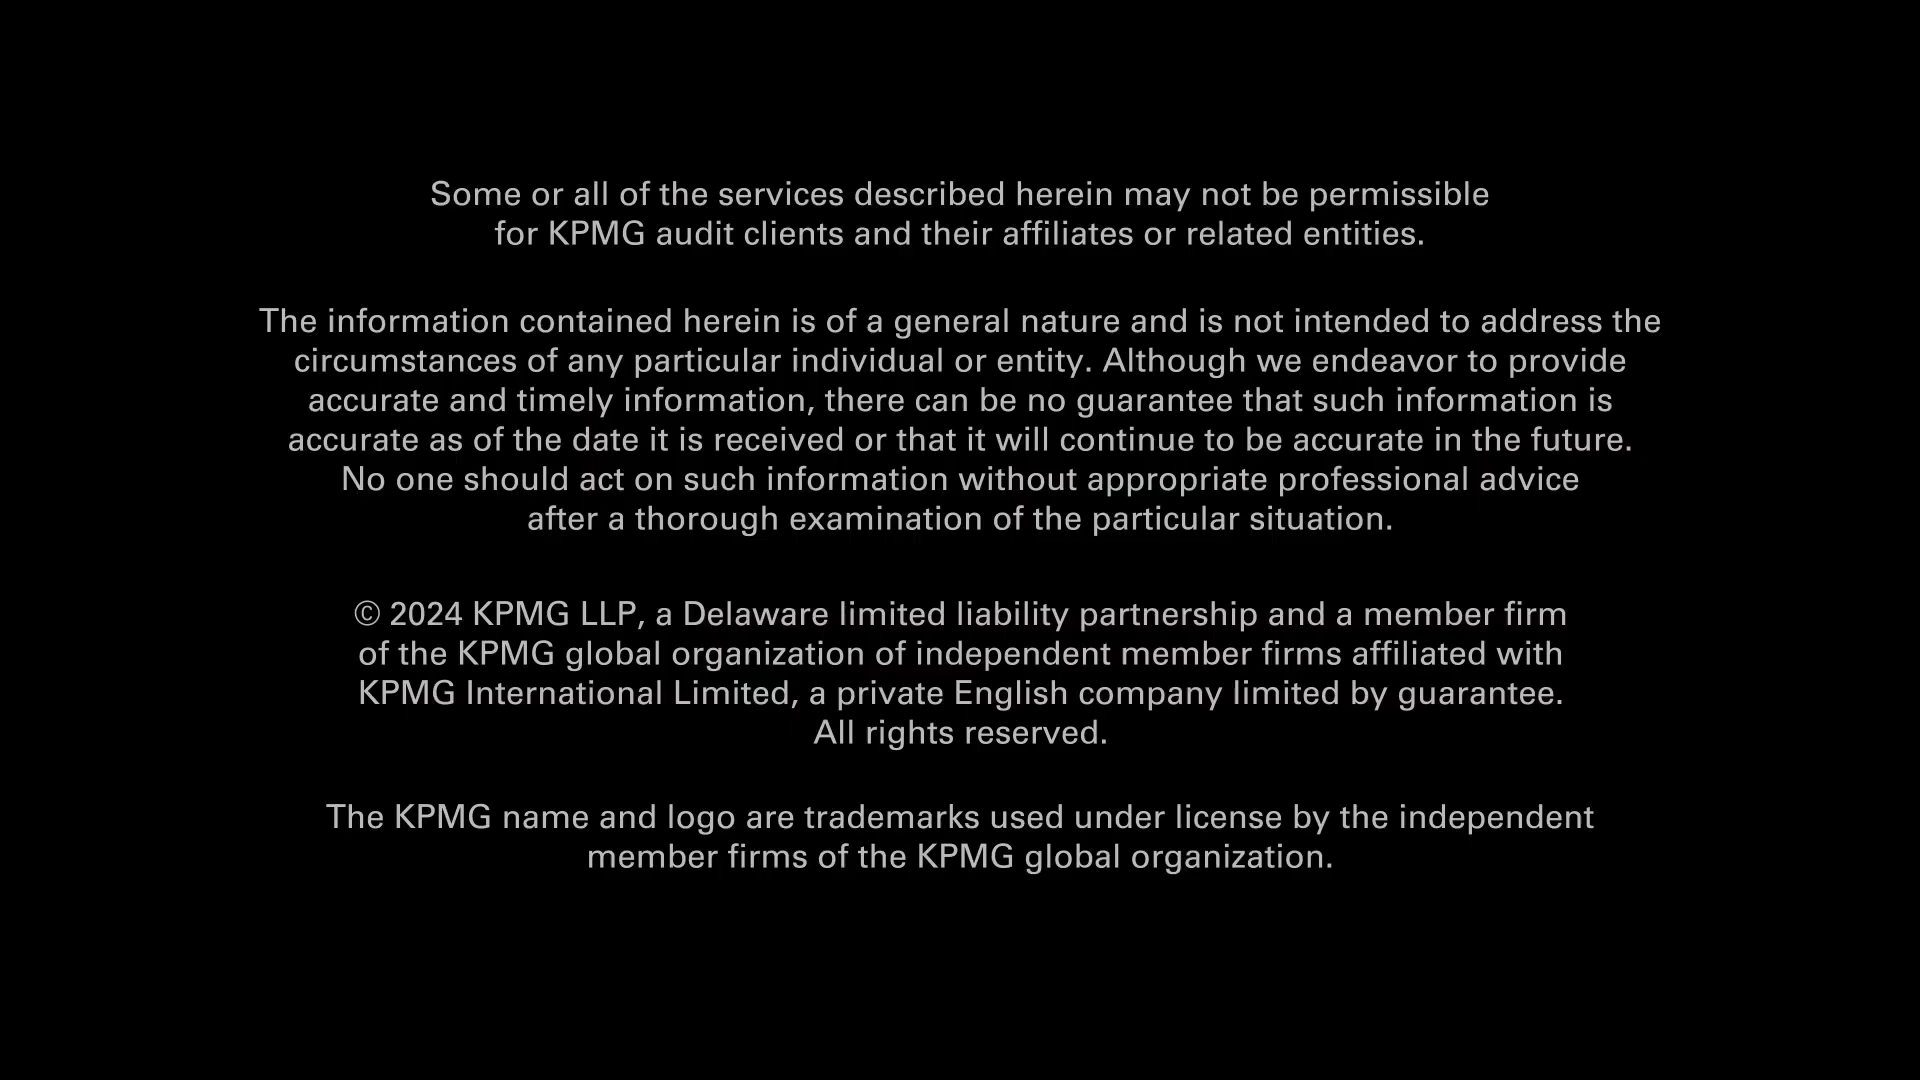 Some or all of the services described herein may not be permissible
for KPMG audit clients and their affiliates or related entities.
The information contained herein is of a general nature and is not intended to address the
circumstances of any particular individual or entity. Although we endeavor to provide
accurate and timely information, there can be no guarantee that such information is
accurate as of the date it is received or that it will continue to be accurate in the future.
No one should act on such information without appropriate professional advice
after a thorough examination of the particular situation.
© 2024 KPMG LLP, a Delaware limited liability partnership and a member firm
of the KPMG global organization of independent member firms affiliated with
KPMG International Limited, a private English company limited by guarantee.
All rights reserved.
The KPMG name and logo are trademarks used under license by the independent
member firms of the KPMG global organization.